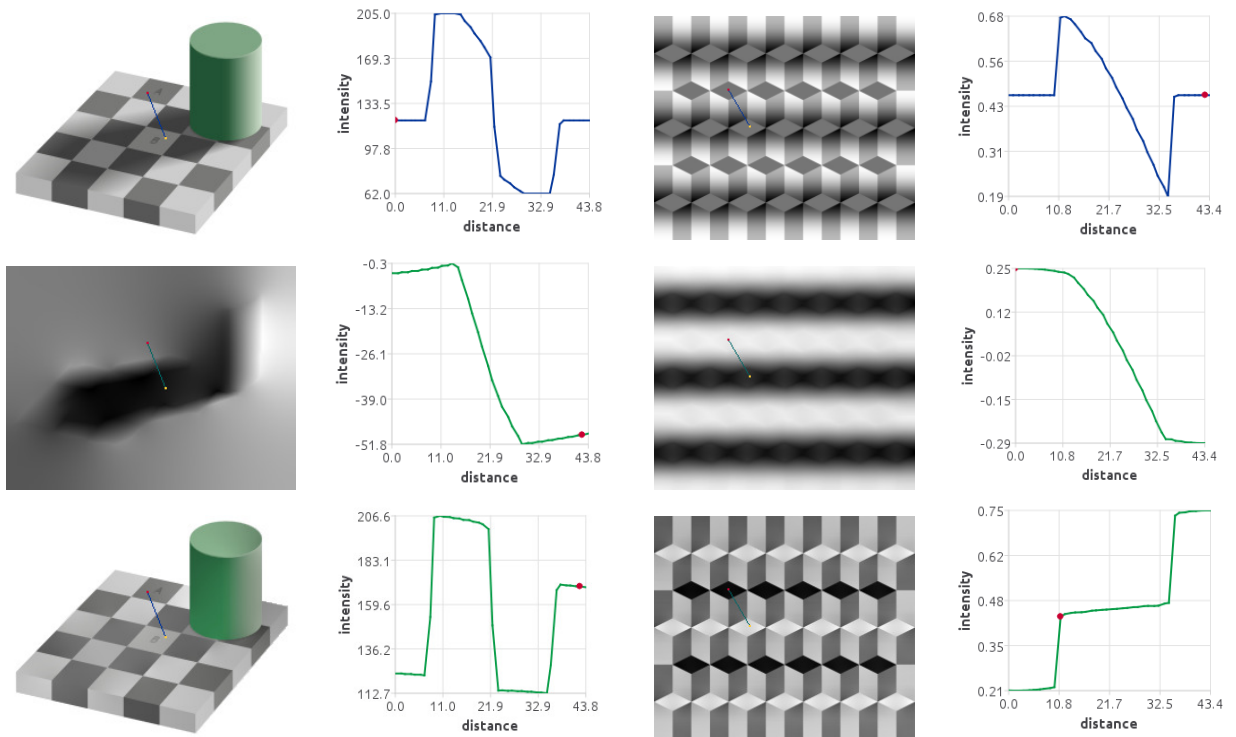 A
B
205.0
169.3
133.5
97.8
62.0
intensity
0.0 11.0 21.9 32.9 43.8
distance
0.68
0.56
0.43
0.31
0.19
intensity
0.0 10.8 21.7 32.5 43.4
distance
-0.3
-13.2
-26.1
-39.0
-51.8
intensity
0.0 11.0 21.9 32.9 43.8
distance
0.25
0.12
-0.02
-0.15
-0.29
intensity
0.0 10.8 21.7 32.5 43.4
distance
A
B
206.6
183.1
159.6
136.2
112.7
intensity
0.0 11.0 21.9 32.9 43.8
distance
0.75
0.62
0.48
0.35
0.21
intensity
0.0 10.8 21.7 32.5 43.4
distance